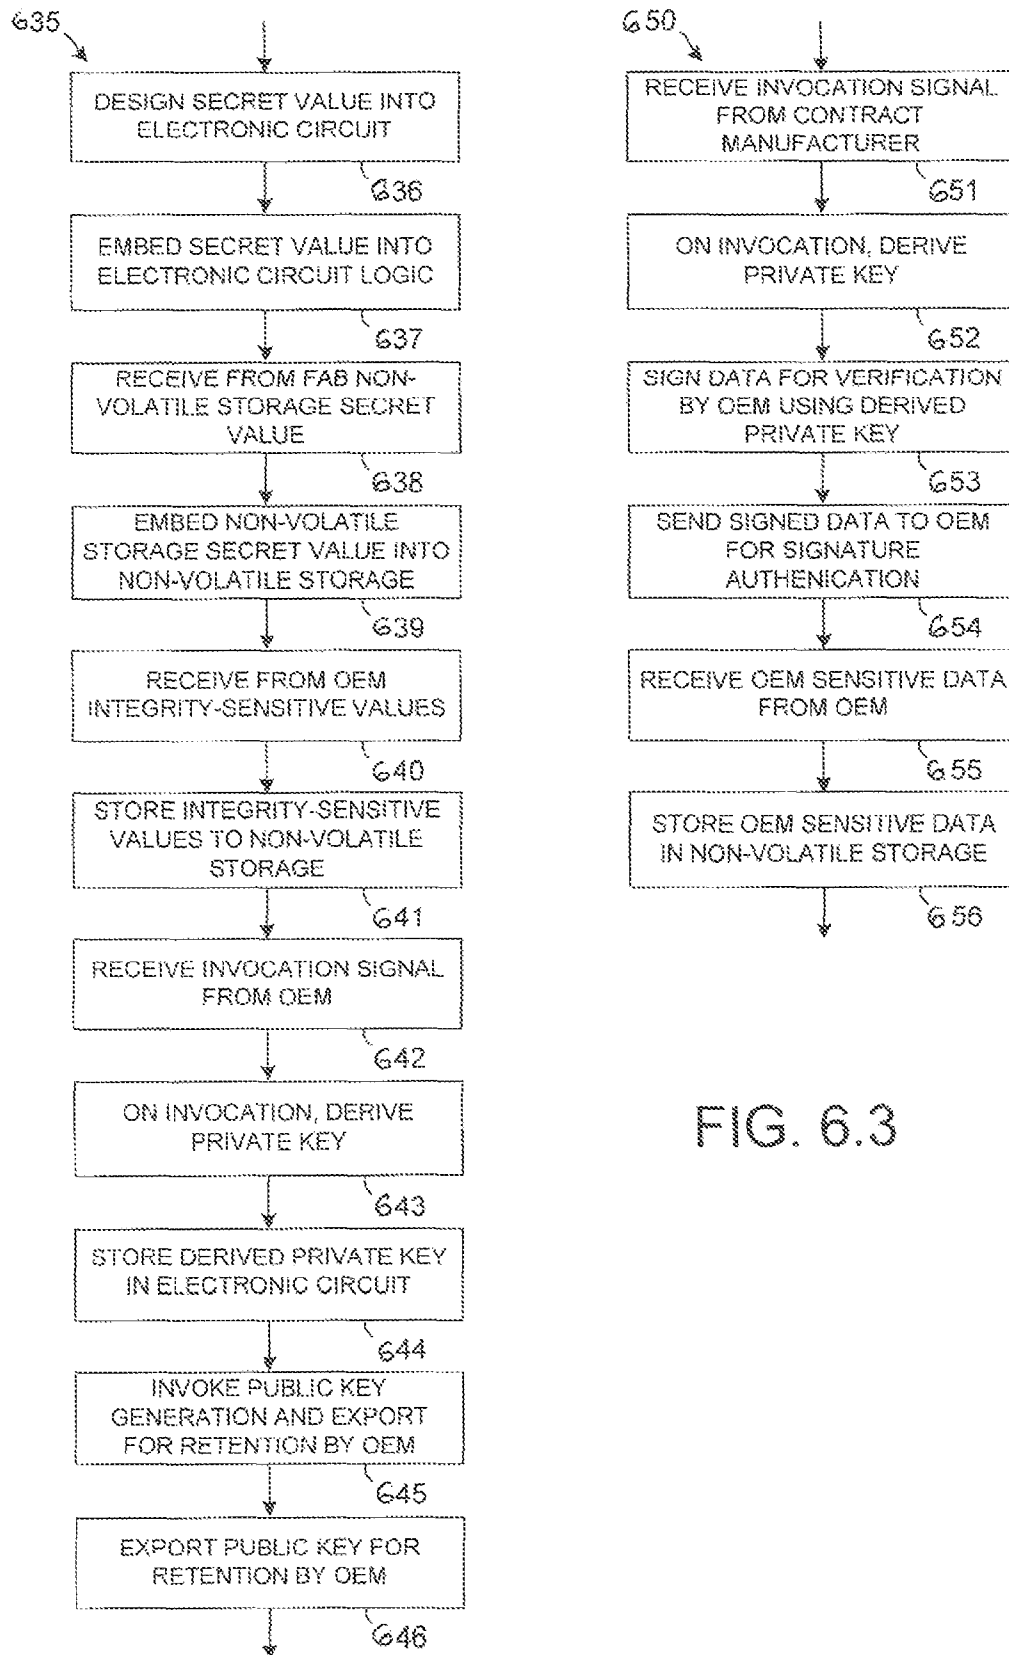 635
DESIGN SECRET VALUE INTO
ELECTRONIC CIRCUIT
636
EMBED SECRET VALUE INTO
ELECTRONIC CIRCUIT LOGIC
637
RECEIVE FROM FAB NON-
VOLATILE STORAGE SECRET
VALUE
638
EMBED NON-VOLATILE
STORAGE SECRET VALUE INTO
NON-VOLATILE STORAGE
639
RECEIVE FROM OEM
INTEGRITY-SENSITIVE VALUES
640
STORE INTEGRITY-SENSITIVE
VALUES TO NON-VOLATILE
STORAGE
641
RECEIVE INVOCATION SIGNAL
FROM OEM
642
ON INVOCATION, DERIVE
PRIVATE KEY
643
STORE DERIVED PRIVATE KEY
IN ELECTRONIC CIRCUIT
644
INVOKE PUBLIC KEY
GENERATION AND EXPORT
FOR RETENTION BY OEM
645
EXPORT PUBLIC KEY FOR
RETENTION BY OEM
646
650
RECEIVE INVOCATION SIGNAL
FROM CONTRACT
MANUFACTURER
651
ON INVOCATION, DERIVE
PRIVATE KEY
652
SIGN DATA FOR VERIFICATION
BY OEM USING DERIVED
PRIVATE KEY
653
SEND SIGNED DATA TO OEM
FOR SIGNATURE
AUTHENICATION
654
RECEIVE OEM SENSITIVE DATA
FROM OEM
655
STORE OEM SENSITIVE DATA
IN NON-VOLATILE STORAGE
656
FIG. 6.3